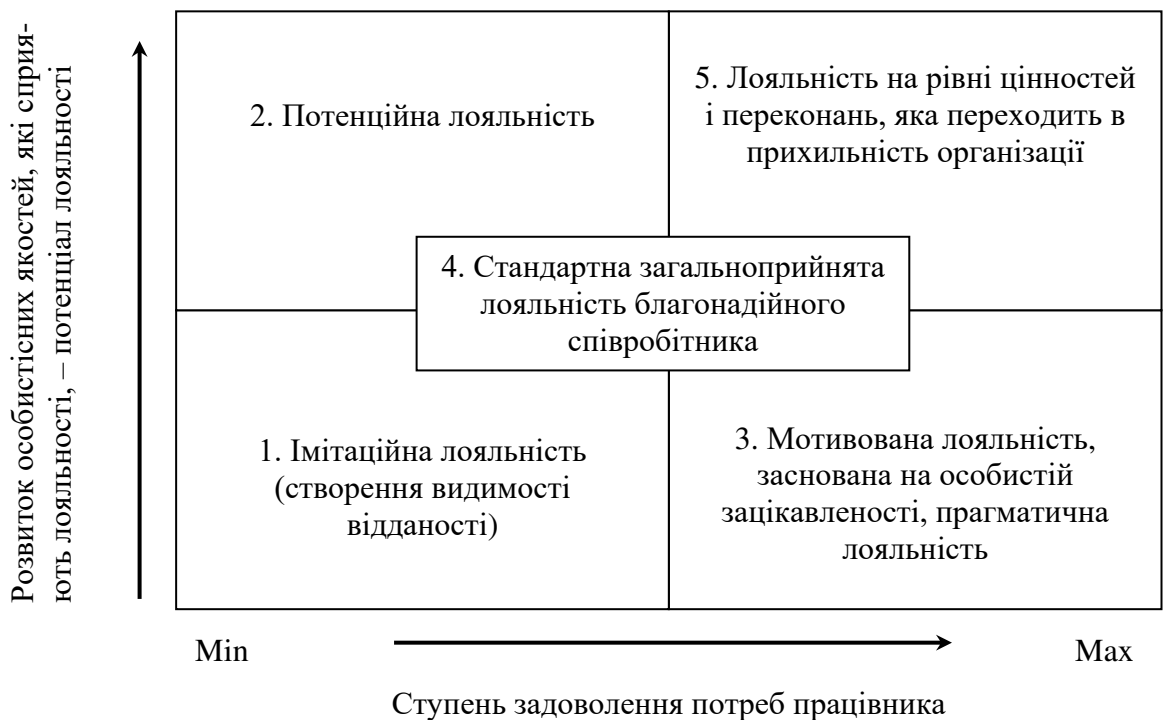 Розвиток особистісних якостей, які сприя-
ють лояльності, – потенціал лояльності
2. Потенційна лояльність
5. Лояльність на рівні цінностей
і переконань, яка переходить в
прихильність організації
4. Стандартна загальноприйнята
лояльність благонадійного
співробітника
1. Імітаційна лояльність
(створення видимості
відданості)
3. Мотивована лояльність,
заснована на особистій
зацікавленості, прагматична
лояльність
Min
Max
Ступень задоволення потреб працівника